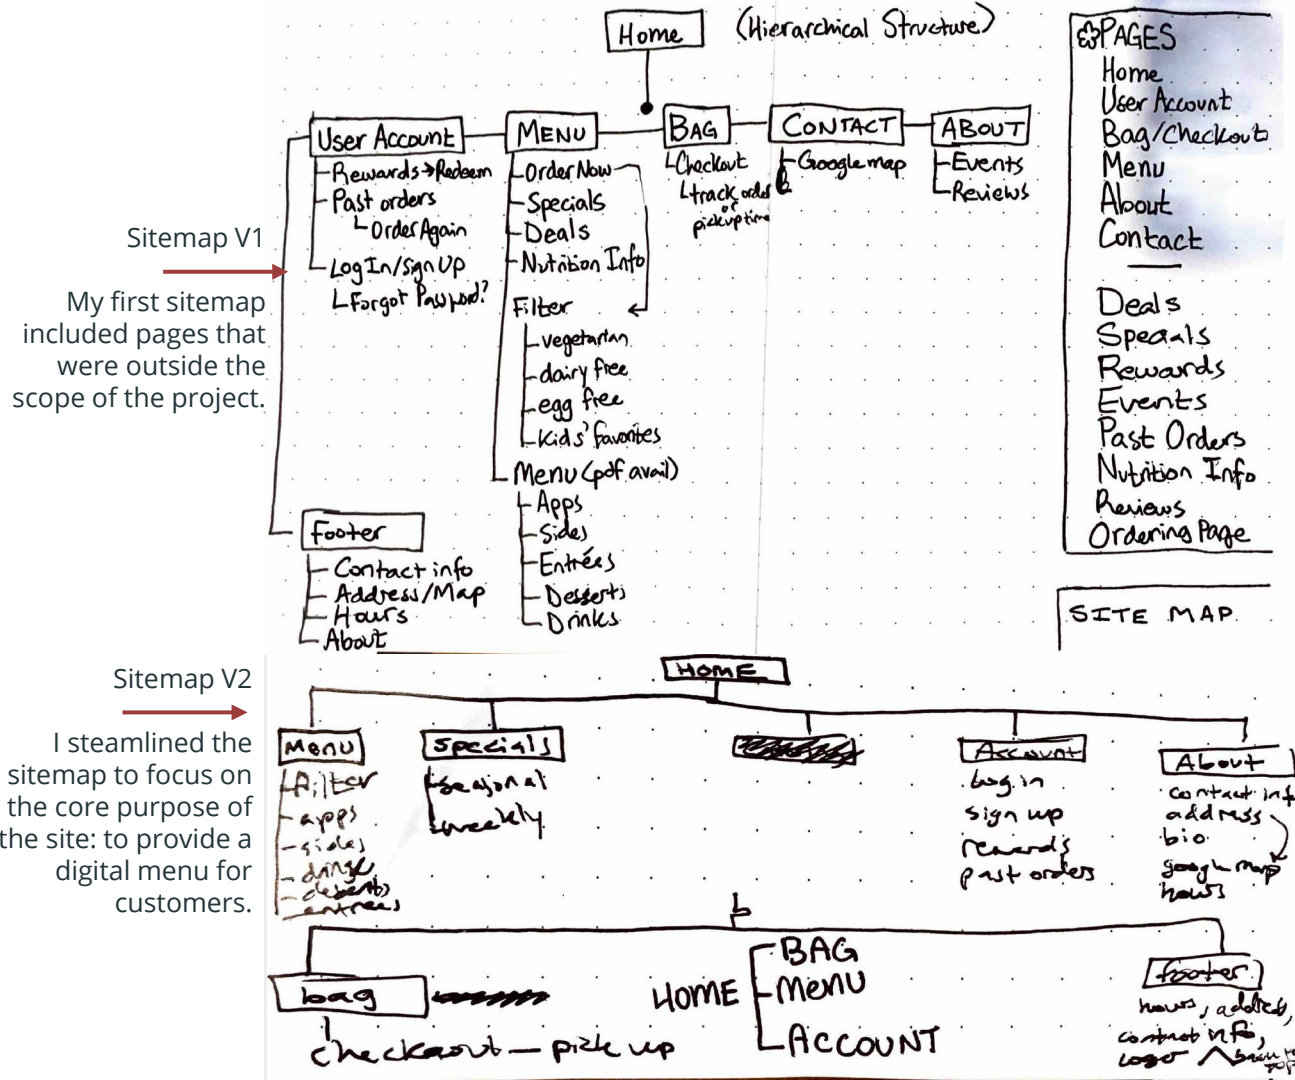 Home
(Hierarchical Structure)
User Account
Rewards→Redeem
Past orders
Order Again
Log In/Sign UP
Forgot Password?
MENU
Order Now
Specials
Deals
Nutrition Info
Filter
vegetarian
dairy free
egg free
Kids' favorites
Menu (pdf avail)
Apps
Sides
Entrées
Desserts
Drinks
BAG
Checkout
track order
or
pickup time
CONTACT
Google map
ABOUT
Events
Reviews
Footer
Contact info
Address/Map
Hours
About
PAGES
Home
User Account
Bag/Checkout
Menu
About
Contact
Deals
Specials
Rewards
Events
Past Orders
Nutrition Info
Reviews
Ordering Page
SITE MAP
Sitemap V1
My first sitemap
included pages that
were outside the
scope of the project.
Sitemap V2
I steamlined the
sitemap to focus on
the core purpose of
the site: to provide a
digital menu for
customers.
HOME
Menu
filter
apps
sides
entrees
Specials
seasonal
weekly
Account
log in
sign up
rewards
past orders
About
contact inf
address
bio
google map
hours
bag
checkaout — pick up
HOME
BAG
MENU
ACCOUNT
footer
hours, address,
contact info,